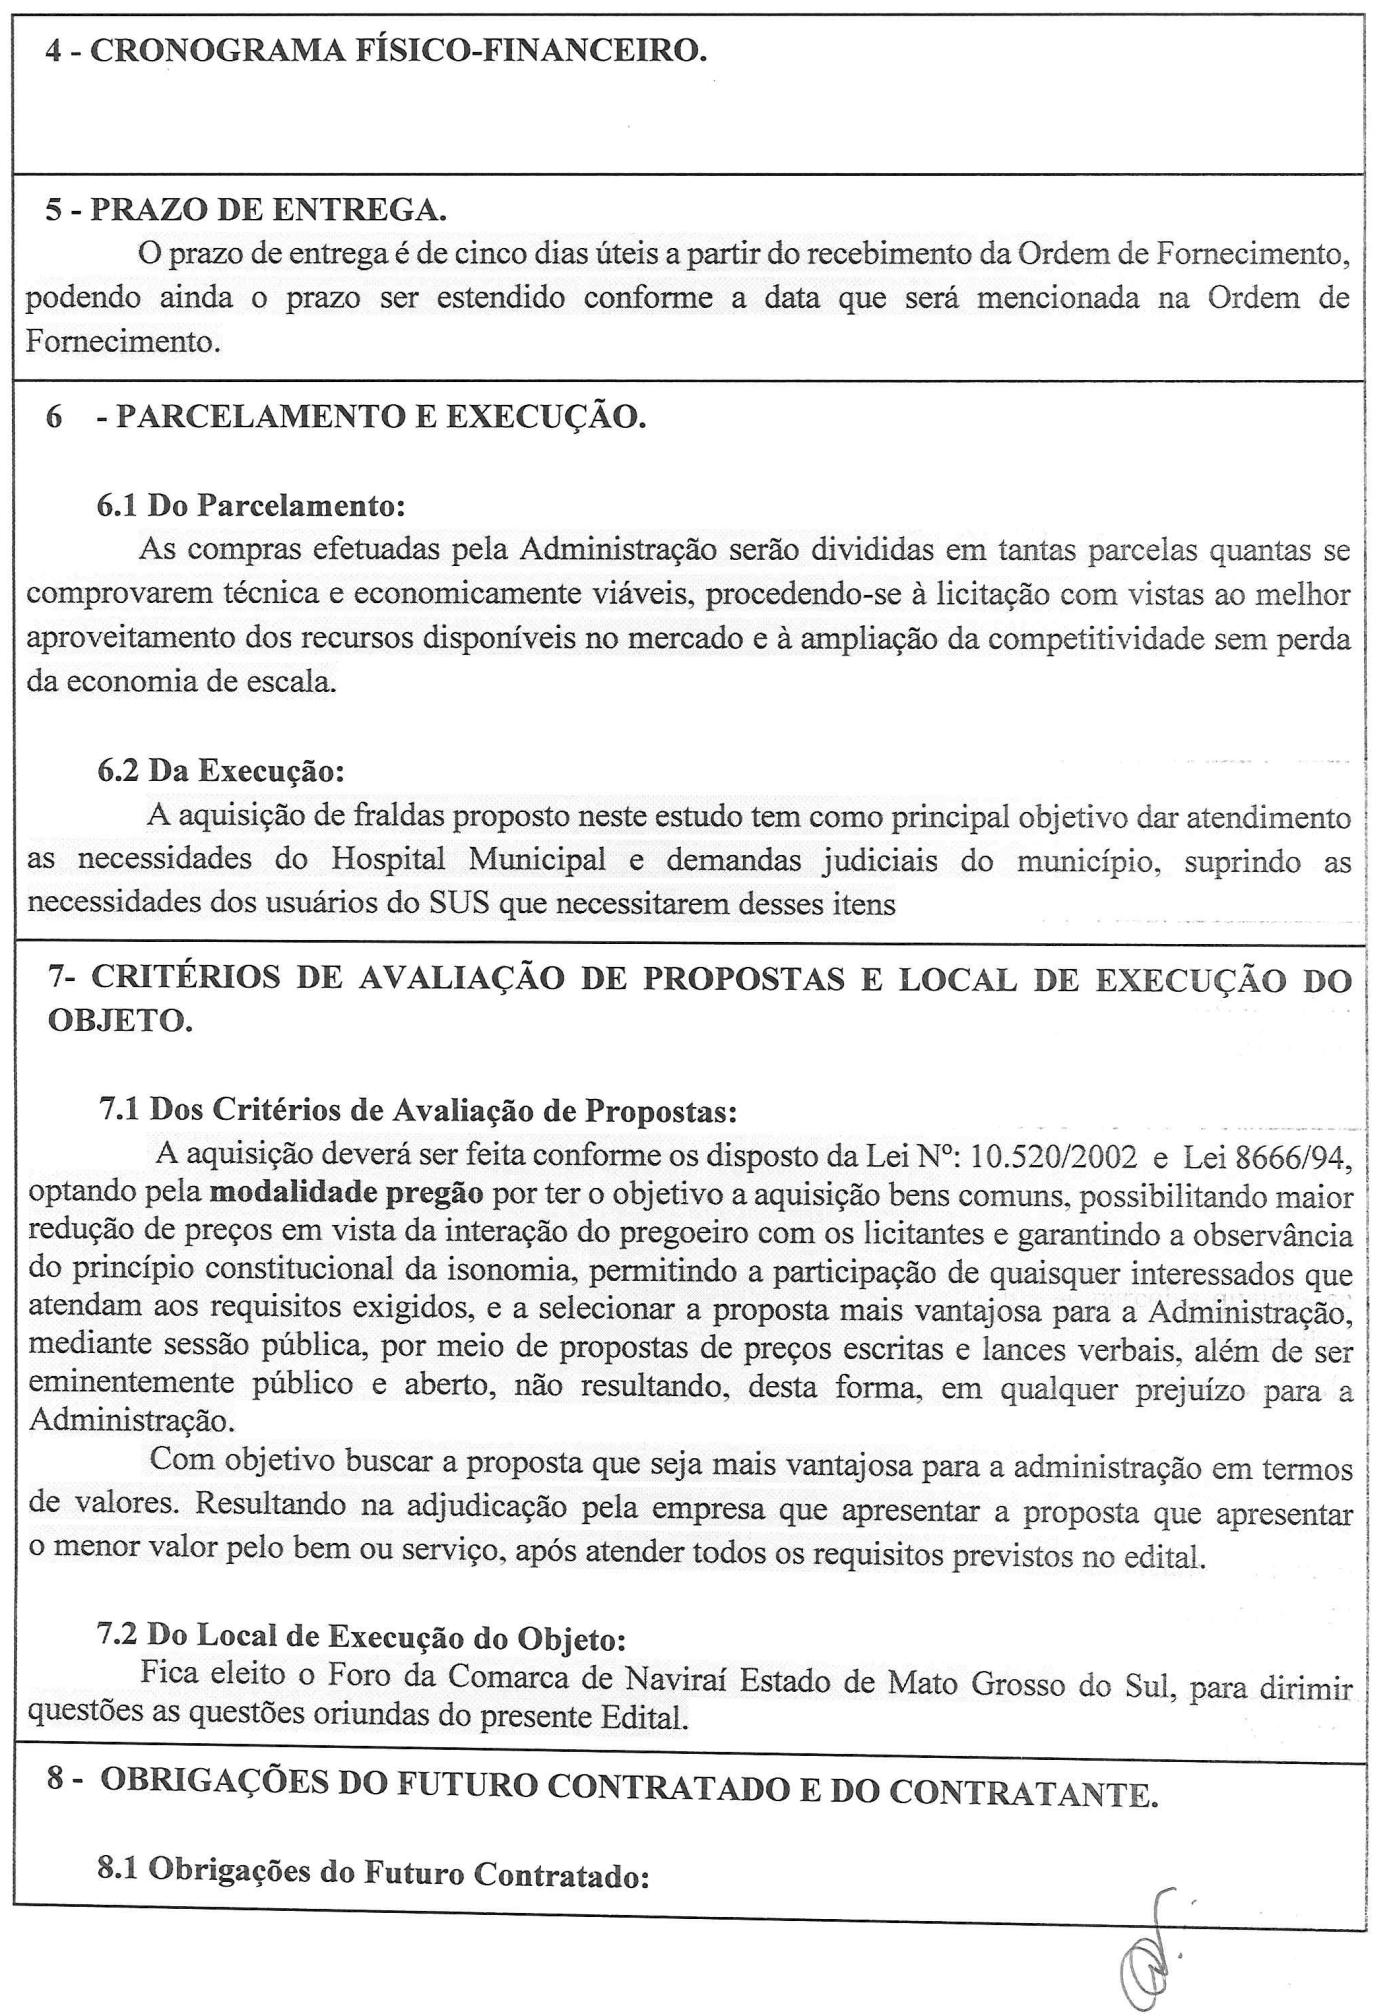 4 - CRONOGRAMA FÍSICO-FINANCEIRO.
5 - PRAZO DE ENTREGA.
O prazo de entrega é de cinco dias úteis a partir do recebimento da Ordem de Fornecimento,
podendo ainda o prazo ser estendido conforme a data que será mencionada na Ordem de
Fornecimento.
6 - PARCELAMENTO E EXECUÇÃO.
6.1 Do Parcelamento:
As compras efetuadas pela Administração serão divididas em tantas parcelas quantas se
comprovarem técnica e economicamente viáveis, procedendo-se à licitação com vistas ao melhor
aproveitamento dos recursos disponíveis no mercado e à ampliação da competitividade sem perda
da economia de escala.
6.2 Da Execução:
A aquisição de fraldas proposto neste estudo tem como principal objetivo dar atendimento
as necessidades do Hospital Municipal e demandas judiciais do município, suprindo as
necessidades dos usuários do SUS que necessitarem desses itens
7- CRITÉRIOS DE AVALIAÇÃO DE PROPOSTAS E LOCAL DE EXECUÇÃO DO
OBJETO.
7.1 Dos Critérios de Avaliação de Propostas:
A aquisição deverá ser feita conforme os disposto da Lei Nº: 10.520/2002 e Lei 8666/94,
optando pela modalidade pregão por ter o objetivo a aquisição bens comuns, possibilitando maior
redução de preços em vista da interação do pregoeiro com os licitantes e garantindo a observância
do princípio constitucional da isonomia, permitindo a participação de quaisquer interessados que
atendam aos requisitos exigidos, e a selecionar a proposta mais vantajosa para a Administração,
mediante sessão pública, por meio de propostas de preços escritas e lances verbais, além de ser
eminentemente público e aberto, não resultando, desta forma, em qualquer prejuízo para a
Administração.
Com objetivo buscar a proposta que seja mais vantajosa para a administração em termos
de valores. Resultando na adjudicação pela empresa que apresentar a proposta que apresentar
o menor valor pelo bem ou serviço, após atender todos os requisitos previstos no edital.
7.2 Do Local de Execução do Objeto:
Fica eleito o Foro da Comarca de Naviraí Estado de Mato Grosso do Sul, para dirimir
questões as questões oriundas do presente Edital.
8 - OBRIGAÇÕES DO FUTURO CONTRATADO E DO CONTRATANTE.
8.1 Obrigações do Futuro Contratado: